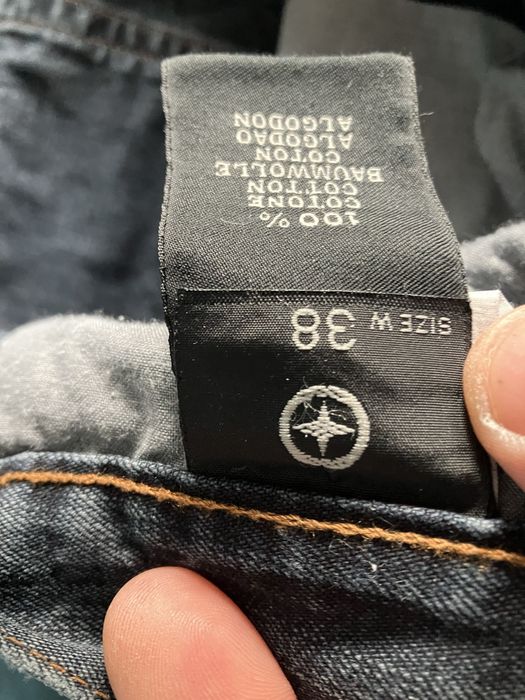 SIZE W 38
100 %
COTONE
COTTON
BAUMWOLLE
COTON
ALGODAO
ALGODON